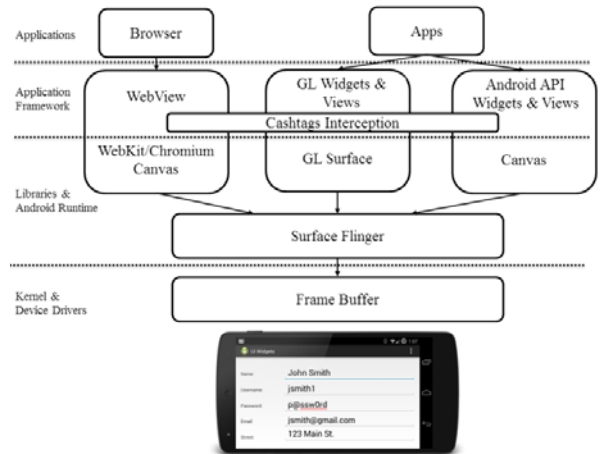 Applications
Browser
Apps
Application
Framework
WebView
GL Widgets &
Views
Android API
Widgets & Views
Cashtags Interception
WebKit/Chromium
Canvas
GL Surface
Canvas
Libraries &
Android Runtime
Surface Flinger
Kernel &
Device Drivers
Frame Buffer
UI Widgets
Name
John Smith
Username
jsmith1
Password
p@ssw0rd
Email
jsmith@gmail.com
Street
123 Main St.